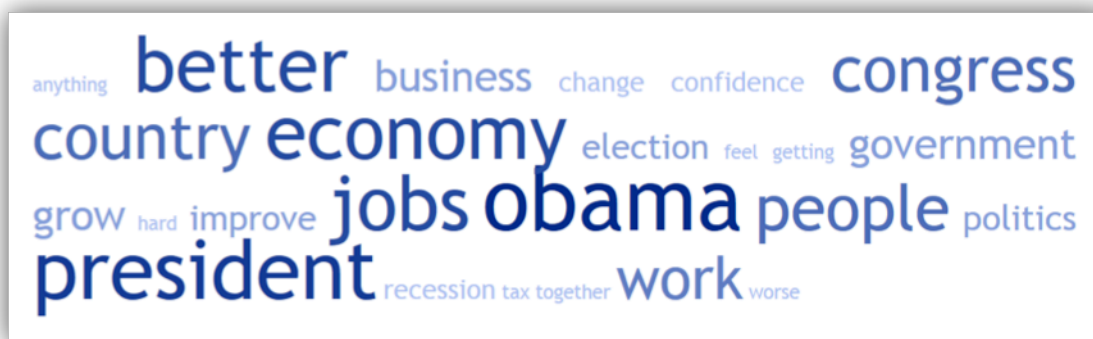 anything better business change confidence congress
country economy election feel getting government
grow hard improve jobs obama people politics
president recession tax together work worse